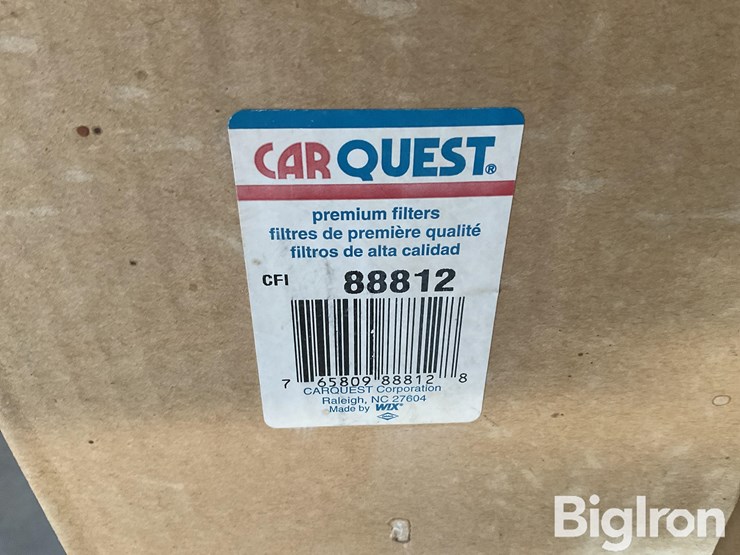 CARQUEST®
premium filters
filtres de première qualité
filtros de alta calidad
CFI 88812
7 65809 88812 8
CARQUEST Corporation
Raleigh, NC 27604
Made by WIX
BigIron